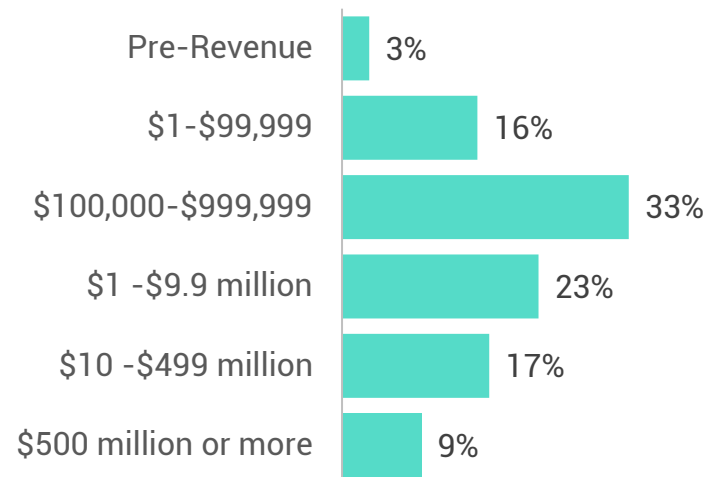 Pre-Revenue 3%
$1-$99,999 16%
$100,000-$999,999 33%
$1 -$9.9 million 23%
$10 -$499 million 17%
$500 million or more 9%